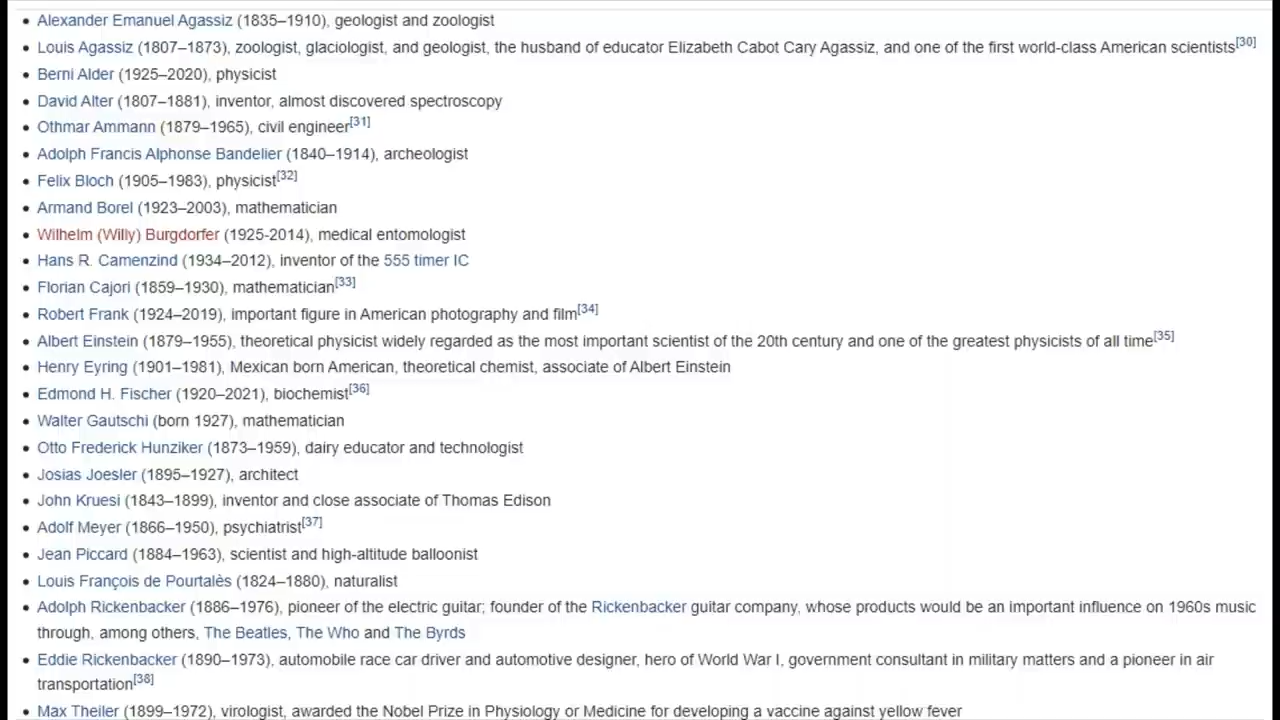 • Alexander Emanuel Agassiz (1835–1910), geologist and zoologist
• Louis Agassiz (1807–1873), zoologist, glaciologist, and geologist, the husband of educator Elizabeth Cabot Cary Agassiz, and one of the first world-class American scientists[30]
• Berni Alder (1925–2020), physicist
• David Alter (1807–1881), inventor, almost discovered spectroscopy
• Othmar Ammann (1879–1965), civil engineer[31]
• Adolph Francis Alphonse Bandelier (1840–1914), archeologist
• Felix Bloch (1905–1983), physicist[32]
• Armand Borel (1923–2003), mathematician
• Wilhelm (Willy) Burgdorfer (1925-2014), medical entomologist
• Hans R. Camenzind (1934–2012), inventor of the 555 timer IC
• Florian Cajori (1859–1930), mathematician[33]
• Robert Frank (1924–2019), important figure in American photography and film[34]
• Albert Einstein (1879–1955), theoretical physicist widely regarded as the most important scientist of the 20th century and one of the greatest physicists of all time[35]
• Henry Eyring (1901–1981), Mexican born American, theoretical chemist, associate of Albert Einstein
• Edmond H. Fischer (1920–2021), biochemist[36]
• Walter Gautschi (born 1927), mathematician
• Otto Frederick Hunziker (1873–1959), dairy educator and technologist
• Josias Joesler (1895–1927), architect
• John Kruesi (1843–1899), inventor and close associate of Thomas Edison
• Adolf Meyer (1866–1950), psychiatrist[37]
• Jean Piccard (1884–1963), scientist and high-altitude balloonist
• Louis François de Pourtalès (1824–1880), naturalist
• Adolph Rickenbacker (1886–1976), pioneer of the electric guitar; founder of the Rickenbacker guitar company, whose products would be an important influence on 1960s music
through, among others, The Beatles, The Who and The Byrds
• Eddie Rickenbacker (1890–1973), automobile race car driver and automotive designer, hero of World War I, government consultant in military matters and a pioneer in air
transportation[38]
• Max Theiler (1899–1972), virologist, awarded the Nobel Prize in Physiology or Medicine for developing a vaccine against yellow fever